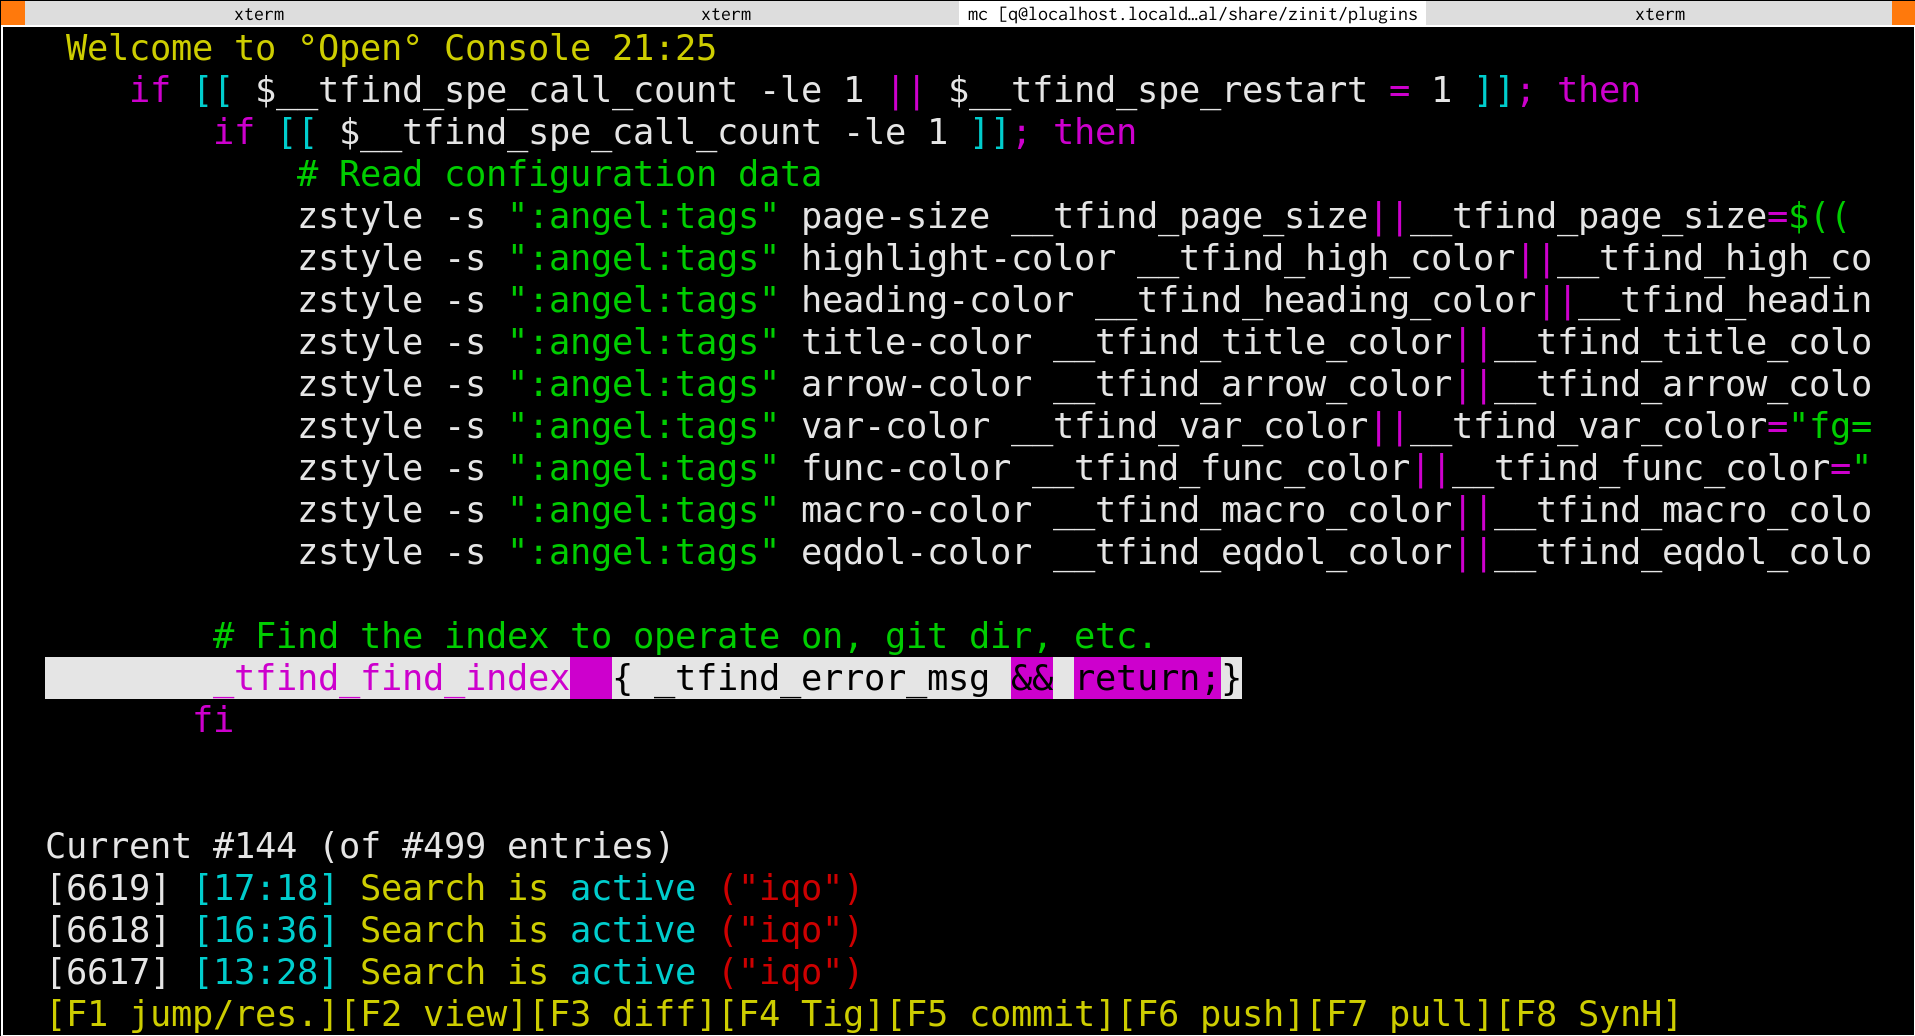 xterm xterm mc [q@localhost.locald…al/share/zinit/plugins xterm
Welcome to °Open° Console 21:25
if [[ $__tfind_spe_call_count -le 1 || $__tfind_spe_restart = 1 ]]; then
if [[ $__tfind_spe_call_count -le 1 ]]; then
# Read configuration data
zstyle -s ":angel:tags" page-size __tfind_page_size||__tfind_page_size=$((
zstyle -s ":angel:tags" highlight-color __tfind_high_color||__tfind_high_co
zstyle -s ":angel:tags" heading-color __tfind_heading_color||__tfind_headin
zstyle -s ":angel:tags" title-color __tfind_title_color||__tfind_title_colo
zstyle -s ":angel:tags" arrow-color __tfind_arrow_color||__tfind_arrow_colo
zstyle -s ":angel:tags" var-color __tfind_var_color||__tfind_var_color="fg=
zstyle -s ":angel:tags" func-color __tfind_func_color||__tfind_func_color="
zstyle -s ":angel:tags" macro-color __tfind_macro_color||__tfind_macro_colo
zstyle -s ":angel:tags" eqdol-color __tfind_eqdol_color||__tfind_eqdol_colo
# Find the index to operate on, git dir, etc.
_tfind_find_index { _tfind_error_msg && return;}
fi
Current #144 (of #499 entries)
[6619] [17:18] Search is active ("iqo")
[6618] [16:36] Search is active ("iqo")
[6617] [13:28] Search is active ("iqo")
[F1 jump/res.][F2 view][F3 diff][F4 Tig][F5 commit][F6 push][F7 pull][F8 SynH]